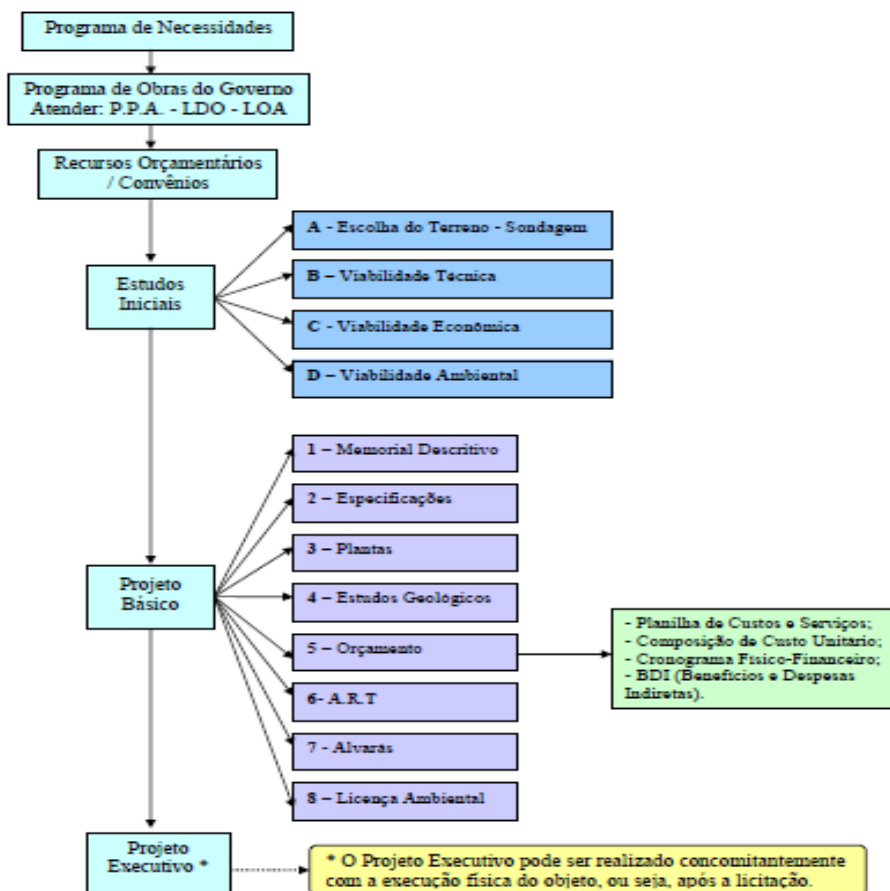 Programa de Necessidades
Programa de Obras do Governo
Atender: P.P.A. - LDO - LOA
Recursos Orçamentários
/ Convênios
Estudos
Iniciais
A - Escolha do Terreno - Sondagem
B – Viabilidade Técnica
C - Viabilidade Econômica
D – Viabilidade Ambiental
Projeto
Básico
1 – Memorial Descritivo
2 – Especificações
3 – Plantas
4 – Estudos Geológicos
5 – Orçamento
6- A.R.T
7 - Alvarás
8 – Licença Ambiental
- Planilha de Custos e Serviços;
- Composição de Custo Unitário;
- Cronograma Físico-Financeiro;
- BDI (Benefícios e Despesas
Indiretas).
Projeto
Executivo *
* O Projeto Executivo pode ser realizado concomitantemente
com a execução física do objeto, ou seja, após a licitação.